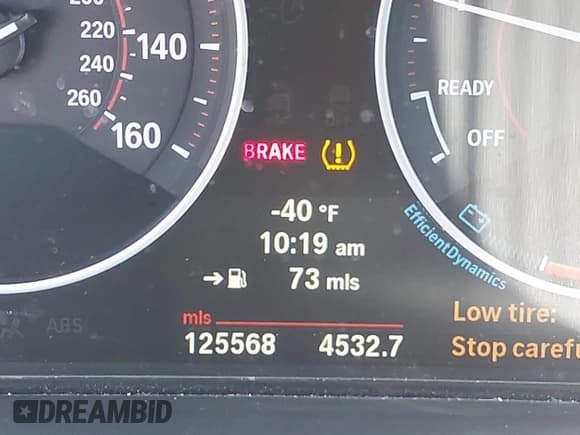 220
140
240
260
160
READY
OFF
BRAKE
-40 °F
10:19 am
73 mls
EfficientDynamics
mls
ABS
125568 4532.7
Low tire:
Stop carefu
DREAMBID